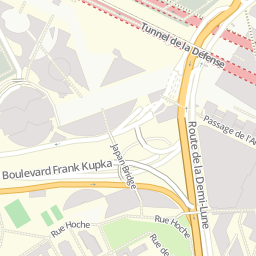 Tunnel de la Défense
Passage de l'A
Route de la Demi-Lune
Japan Bridge
Boulevard Frank Kupka
Rue Hoche
Rue Hoche
Rue de